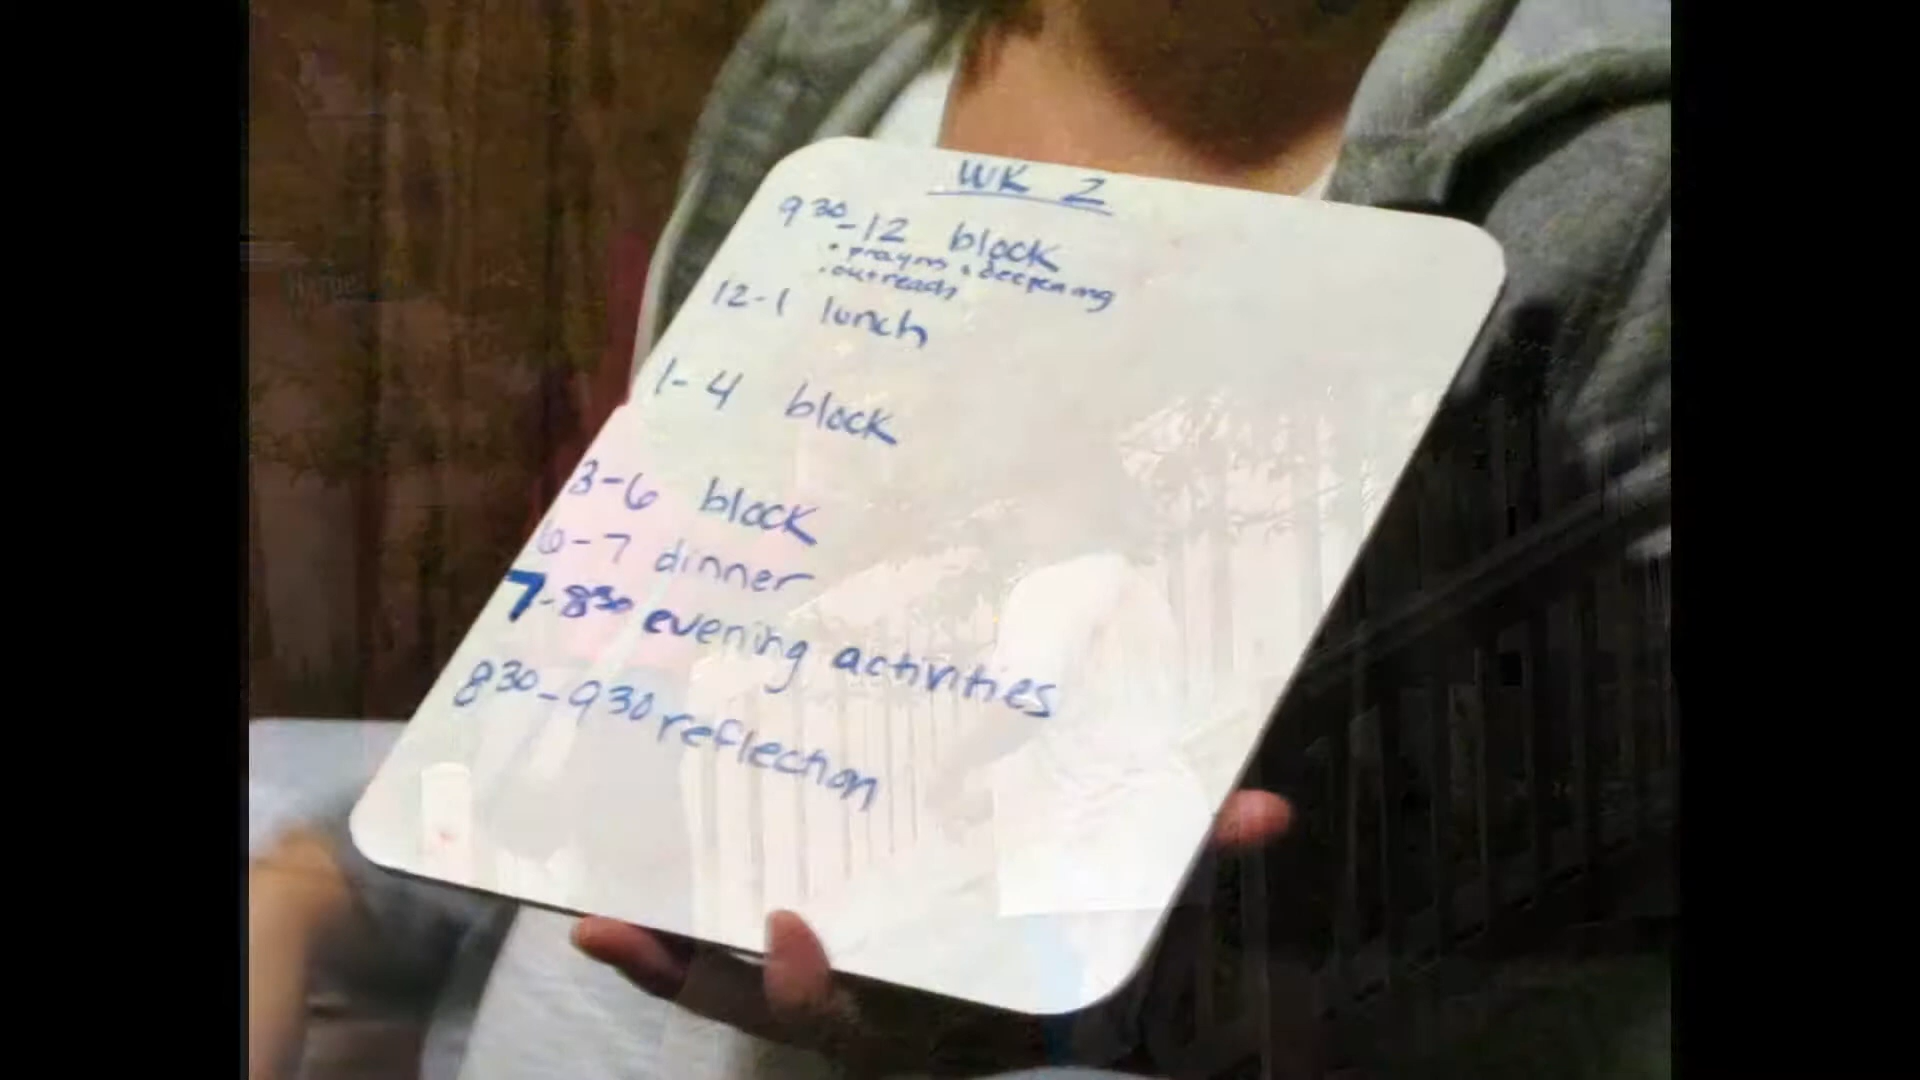 WK 2
9³⁰-12 block
• prayers & deepening
• outreach
12-1 lunch
1-4 block
3-6 block
6-7 dinner
7-8³⁰ evening activities
8³⁰-9³⁰ reflection